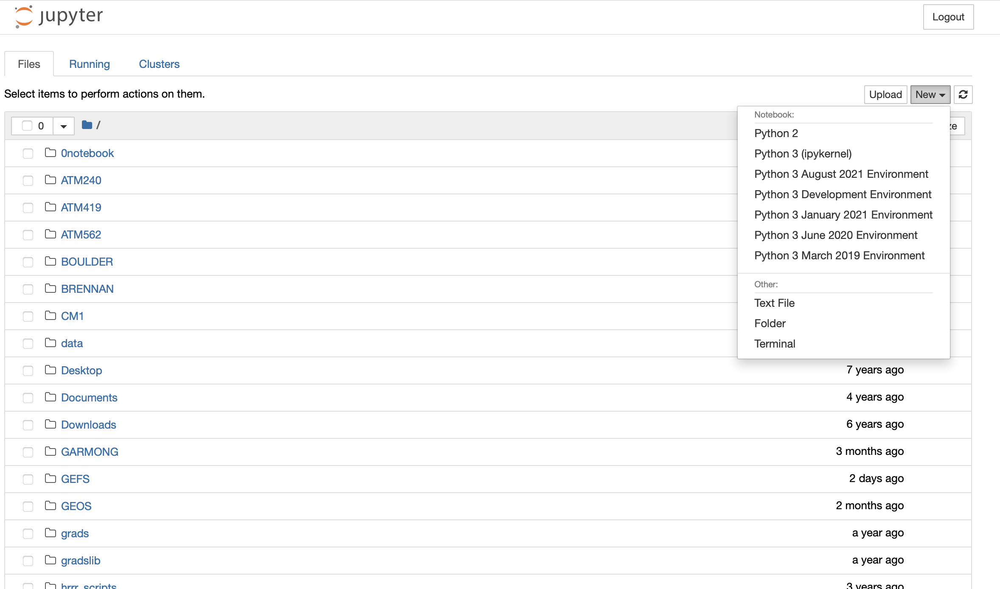 jupyter
Logout
Files Running Clusters
Select items to perform actions on them.
Upload New
0 /
Notebook:
Python 2
Python 3 (ipykernel)
Python 3 August 2021 Environment
Python 3 Development Environment
Python 3 January 2021 Environment
Python 3 June 2020 Environment
Python 3 March 2019 Environment
Other:
Text File
Folder
Terminal
0notebook
ATM240
ATM419
ATM562
BOULDER
BRENNAN
CM1
data
Desktop 7 years ago
Documents 4 years ago
Downloads 6 years ago
GARMONG 3 months ago
GEFS 2 days ago
GEOS 2 months ago
grads a year ago
gradslib a year ago
hrrr_scripts 3 years ago